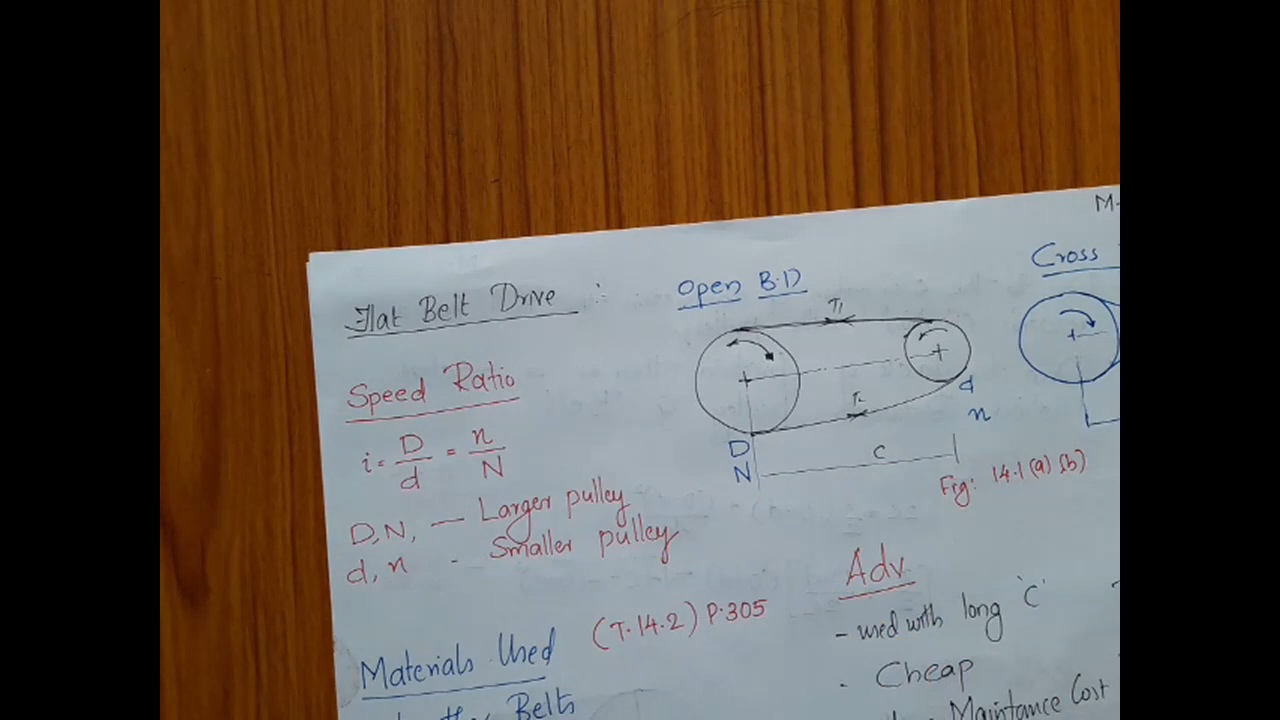 M-
Flat Belt Drive :
Open B.D
Cross
T1
Speed Ratio
i = D/d = n/N
d
n
D
N
C
Fig: 14.1 (a) (b)
D, N, — Larger pulley
d, n - Smaller pulley
Adv
(T.14.2) P.305
- used with long 'C'
Materials Used
- Cheap
Belts
Maintance Cost